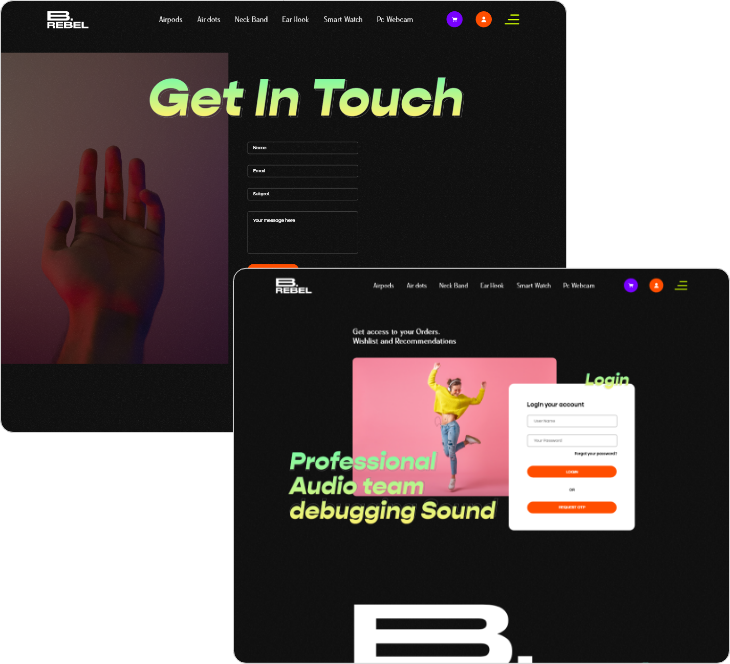 B.
REBEL
Airpods Air dots Neck Band Ear Hook Smart Watch Pc Webcam
Get In Touch
Name
Email
Subject
Your message here
B.
REBEL
Airpods Air dots Neck Band Ear Hook Smart Watch Pc Webcam
Get access to your Orders.
Wishlist and Recommendations
Login
Login your account
User Name
Your Password
Forgot your password?
LOGIN
OR
REQUEST OTP
Professional
Audio team
debugging Sound
B.